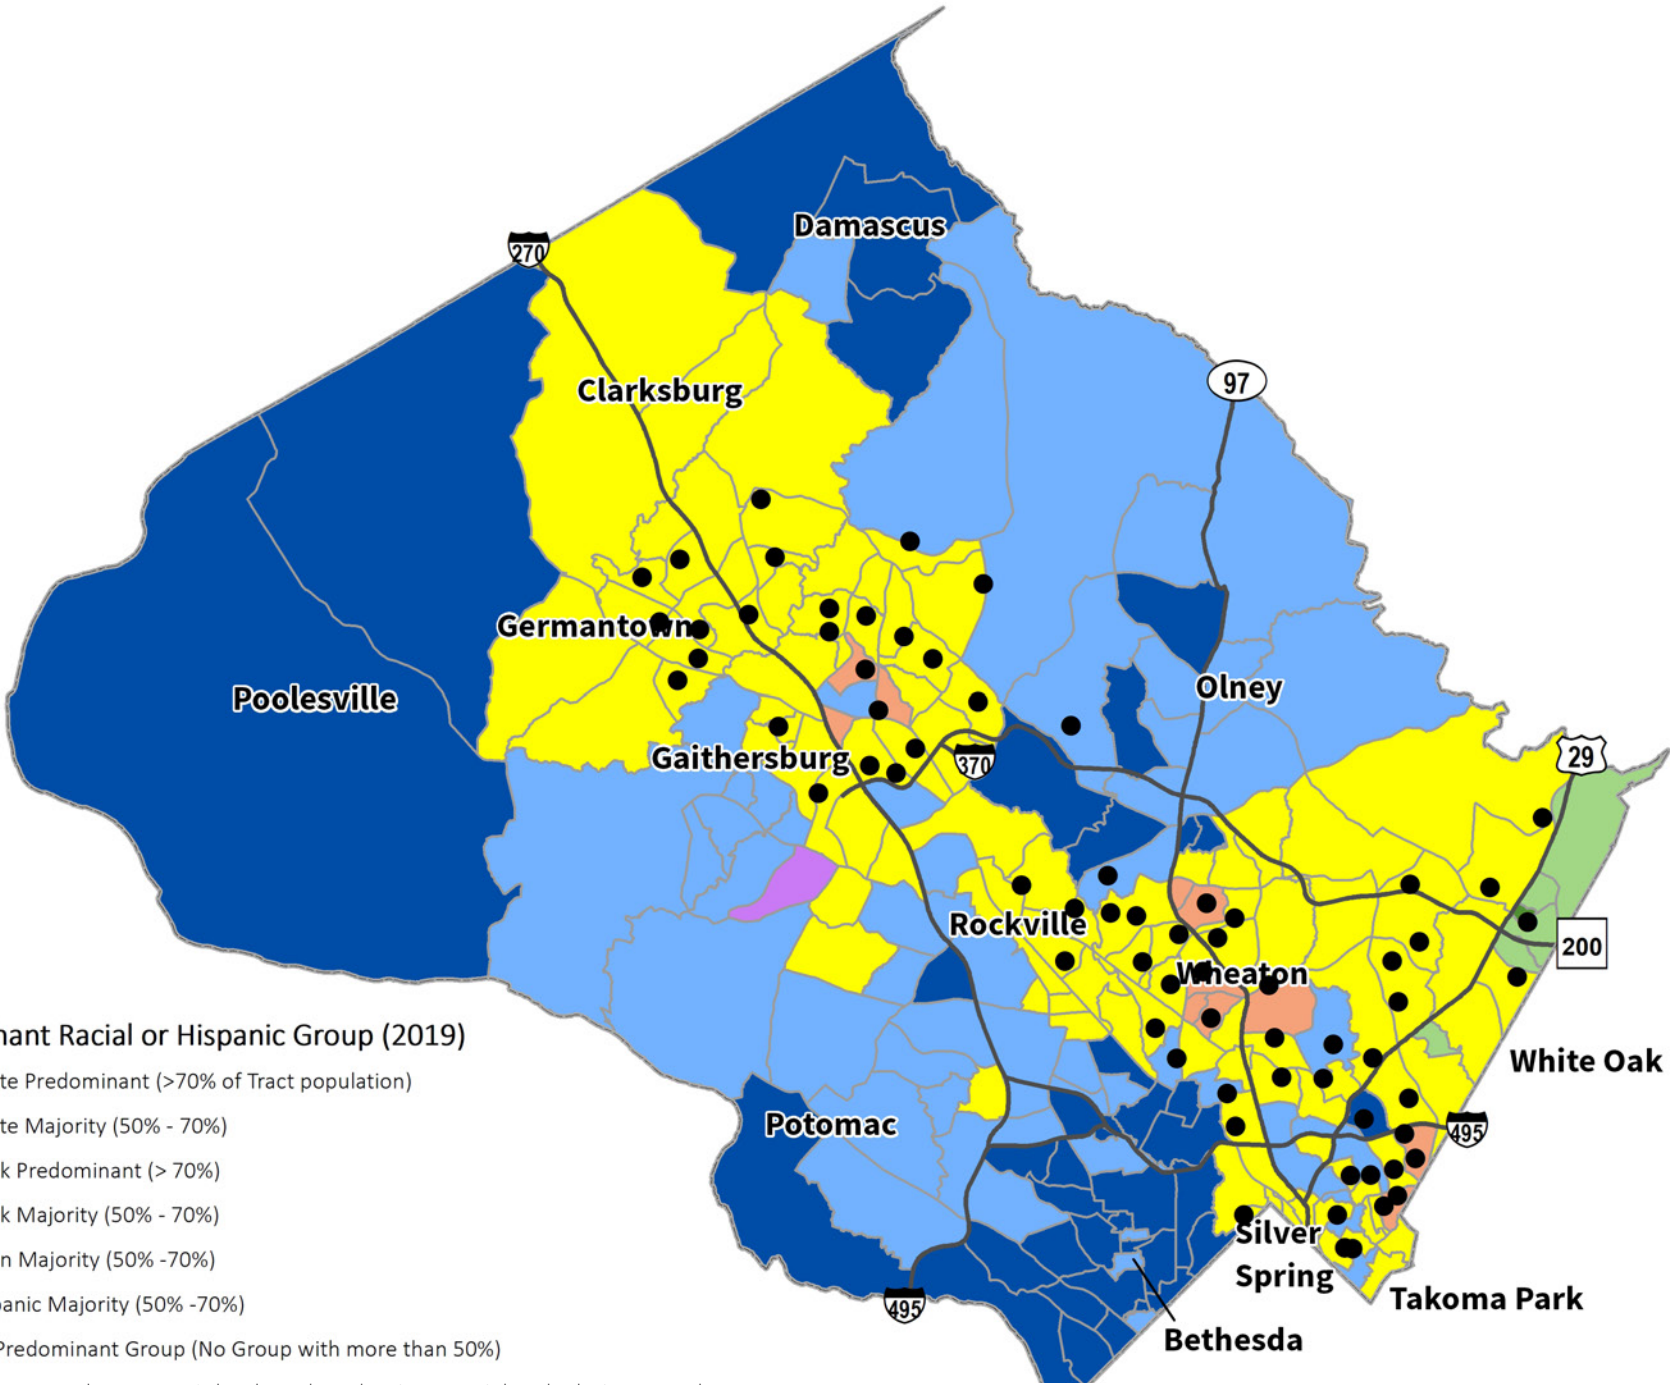 Damascus
270
97
Clarksburg
Germantown
Poolesville
Olney
Gaithersburg
370
29
Rockville
200
Wheaton
nant Racial or Hispanic Group (2019)
te Predominant (>70% of Tract population)
te Majority (50% - 70%)
k Predominant (> 70%)
k Majority (50% - 70%)
n Majority (50% -70%)
panic Majority (50% -70%)
Predominant Group (No Group with more than 50%)
White Oak
Potomac
495
Silver
Spring
495
Takoma Park
Bethesda